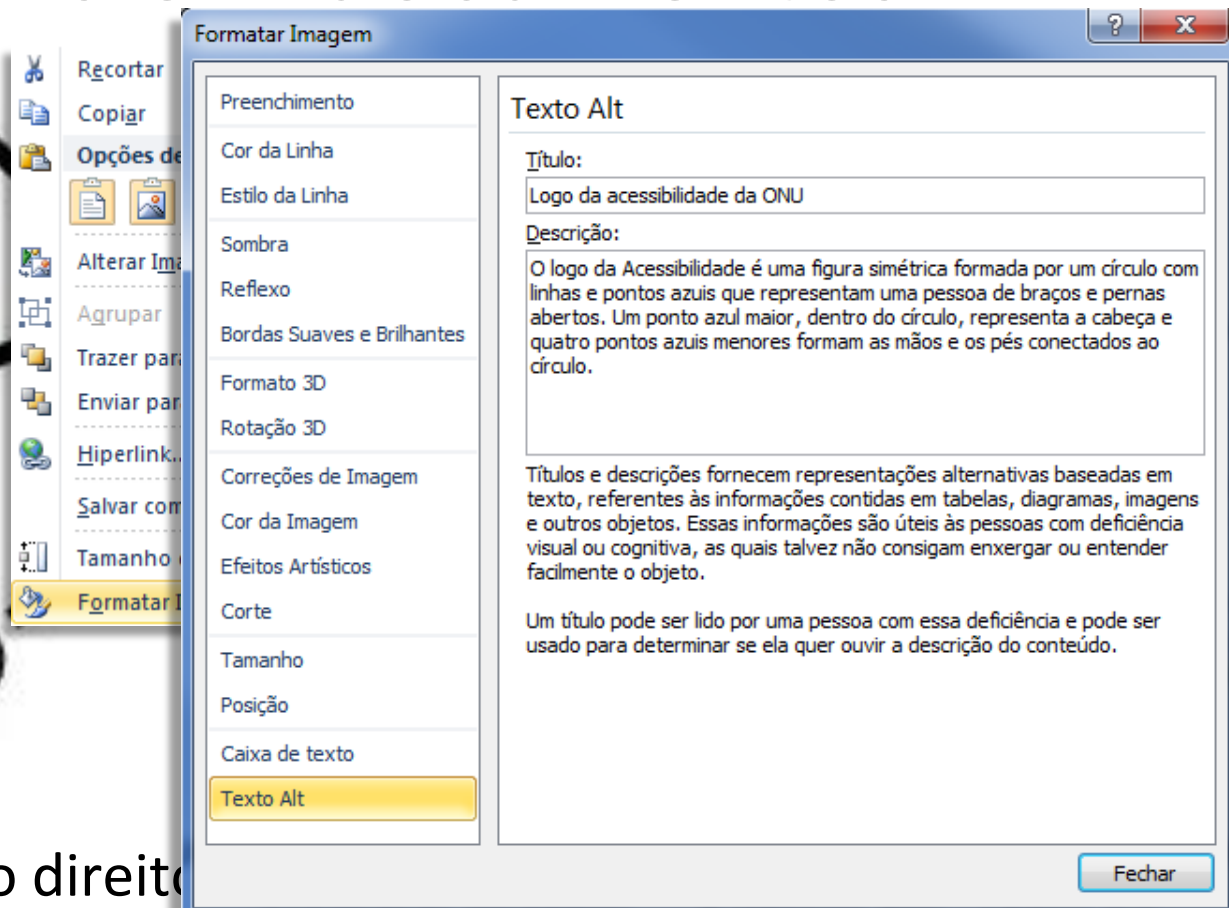 Formatar Imagem
Recortar
Copiar
Opções de
Alterar Ima
Agrupar
Trazer para
Enviar par
Hiperlink..
Salvar com
Tamanho
Formatar I
Preenchimento
Cor da Linha
Estilo da Linha
Sombra
Reflexo
Bordas Suaves e Brilhantes
Formato 3D
Rotação 3D
Correções de Imagem
Cor da Imagem
Efeitos Artísticos
Corte
Tamanho
Posição
Caixa de texto
Texto Alt
Texto Alt
Título:
Logo da acessibilidade da ONU
Descrição:
O logo da Acessibilidade é uma figura simétrica formada por um círculo com
linhas e pontos azuis que representam uma pessoa de braços e pernas
abertos. Um ponto azul maior, dentro do círculo, representa a cabeça e
quatro pontos azuis menores formam as mãos e os pés conectados ao
círculo.
Títulos e descrições fornecem representações alternativas baseadas em
texto, referentes às informações contidas em tabelas, diagramas, imagens
e outros objetos. Essas informações são úteis às pessoas com deficiência
visual ou cognitiva, as quais talvez não consigam enxergar ou entender
facilmente o objeto.
Um título pode ser lido por uma pessoa com essa deficiência e pode ser
usado para determinar se ela quer ouvir a descrição do conteúdo.
Fechar
o direito